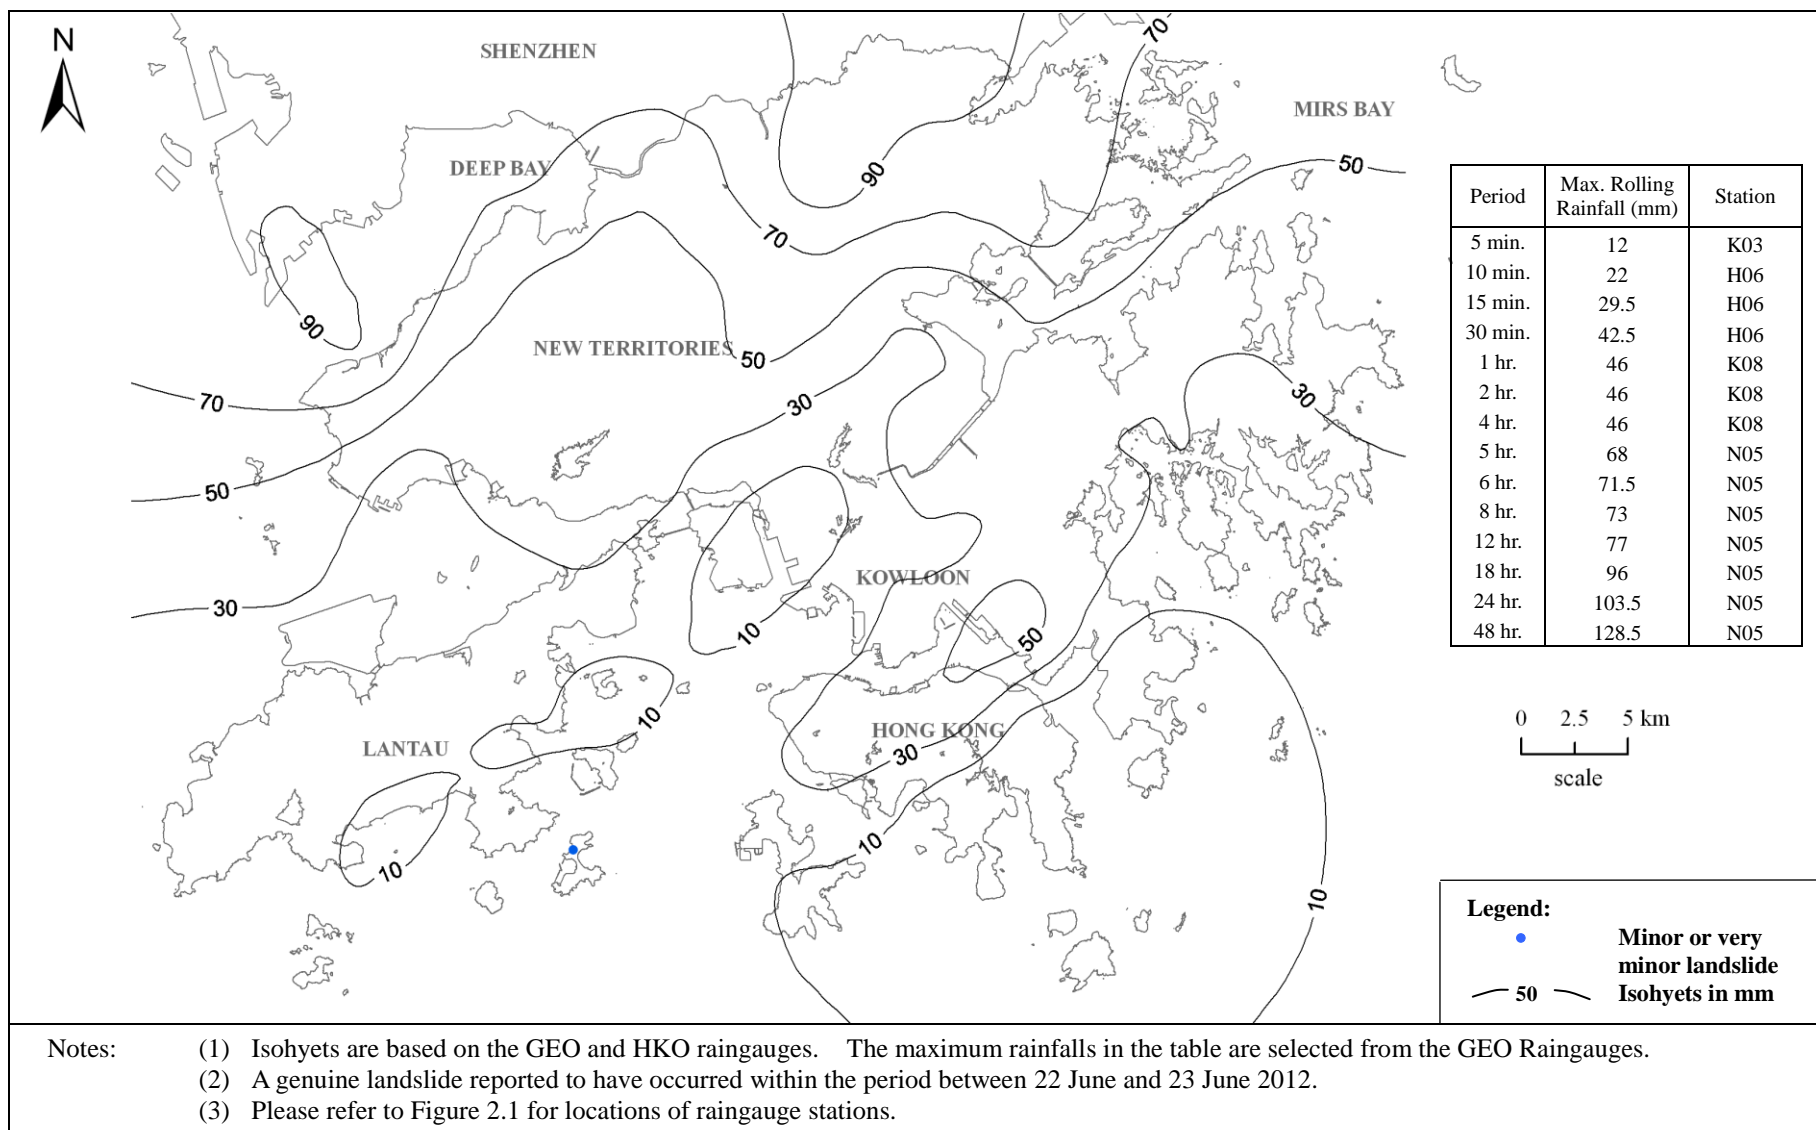 N
SHENZHEN
70
MIRS BAY
DEEP BAY
90
50
70
90
NEW TERRITORIES
50
70
30
30
50
30
KOWLOON
10
50
10
HONG KONG
30
LANTAU
10
10
10
Period Max. Rolling Rainfall (mm) Station
5 min. 12 K03
10 min. 22 H06
15 min. 29.5 H06
30 min. 42.5 H06
1 hr. 46 K08
2 hr. 46 K08
4 hr. 46 K08
5 hr. 68 N05
6 hr. 71.5 N05
8 hr. 73 N05
12 hr. 77 N05
18 hr. 96 N05
24 hr. 103.5 N05
48 hr. 128.5 N05
0 2.5 5 km
scale
Legend:
Minor or very
minor landslide
50 Isohyets in mm
Notes: (1) Isohyets are based on the GEO and HKO raingauges. The maximum rainfalls in the table are selected from the GEO Raingauges.
(2) A genuine landslide reported to have occurred within the period between 22 June and 23 June 2012.
(3) Please refer to Figure 2.1 for locations of raingauge stations.